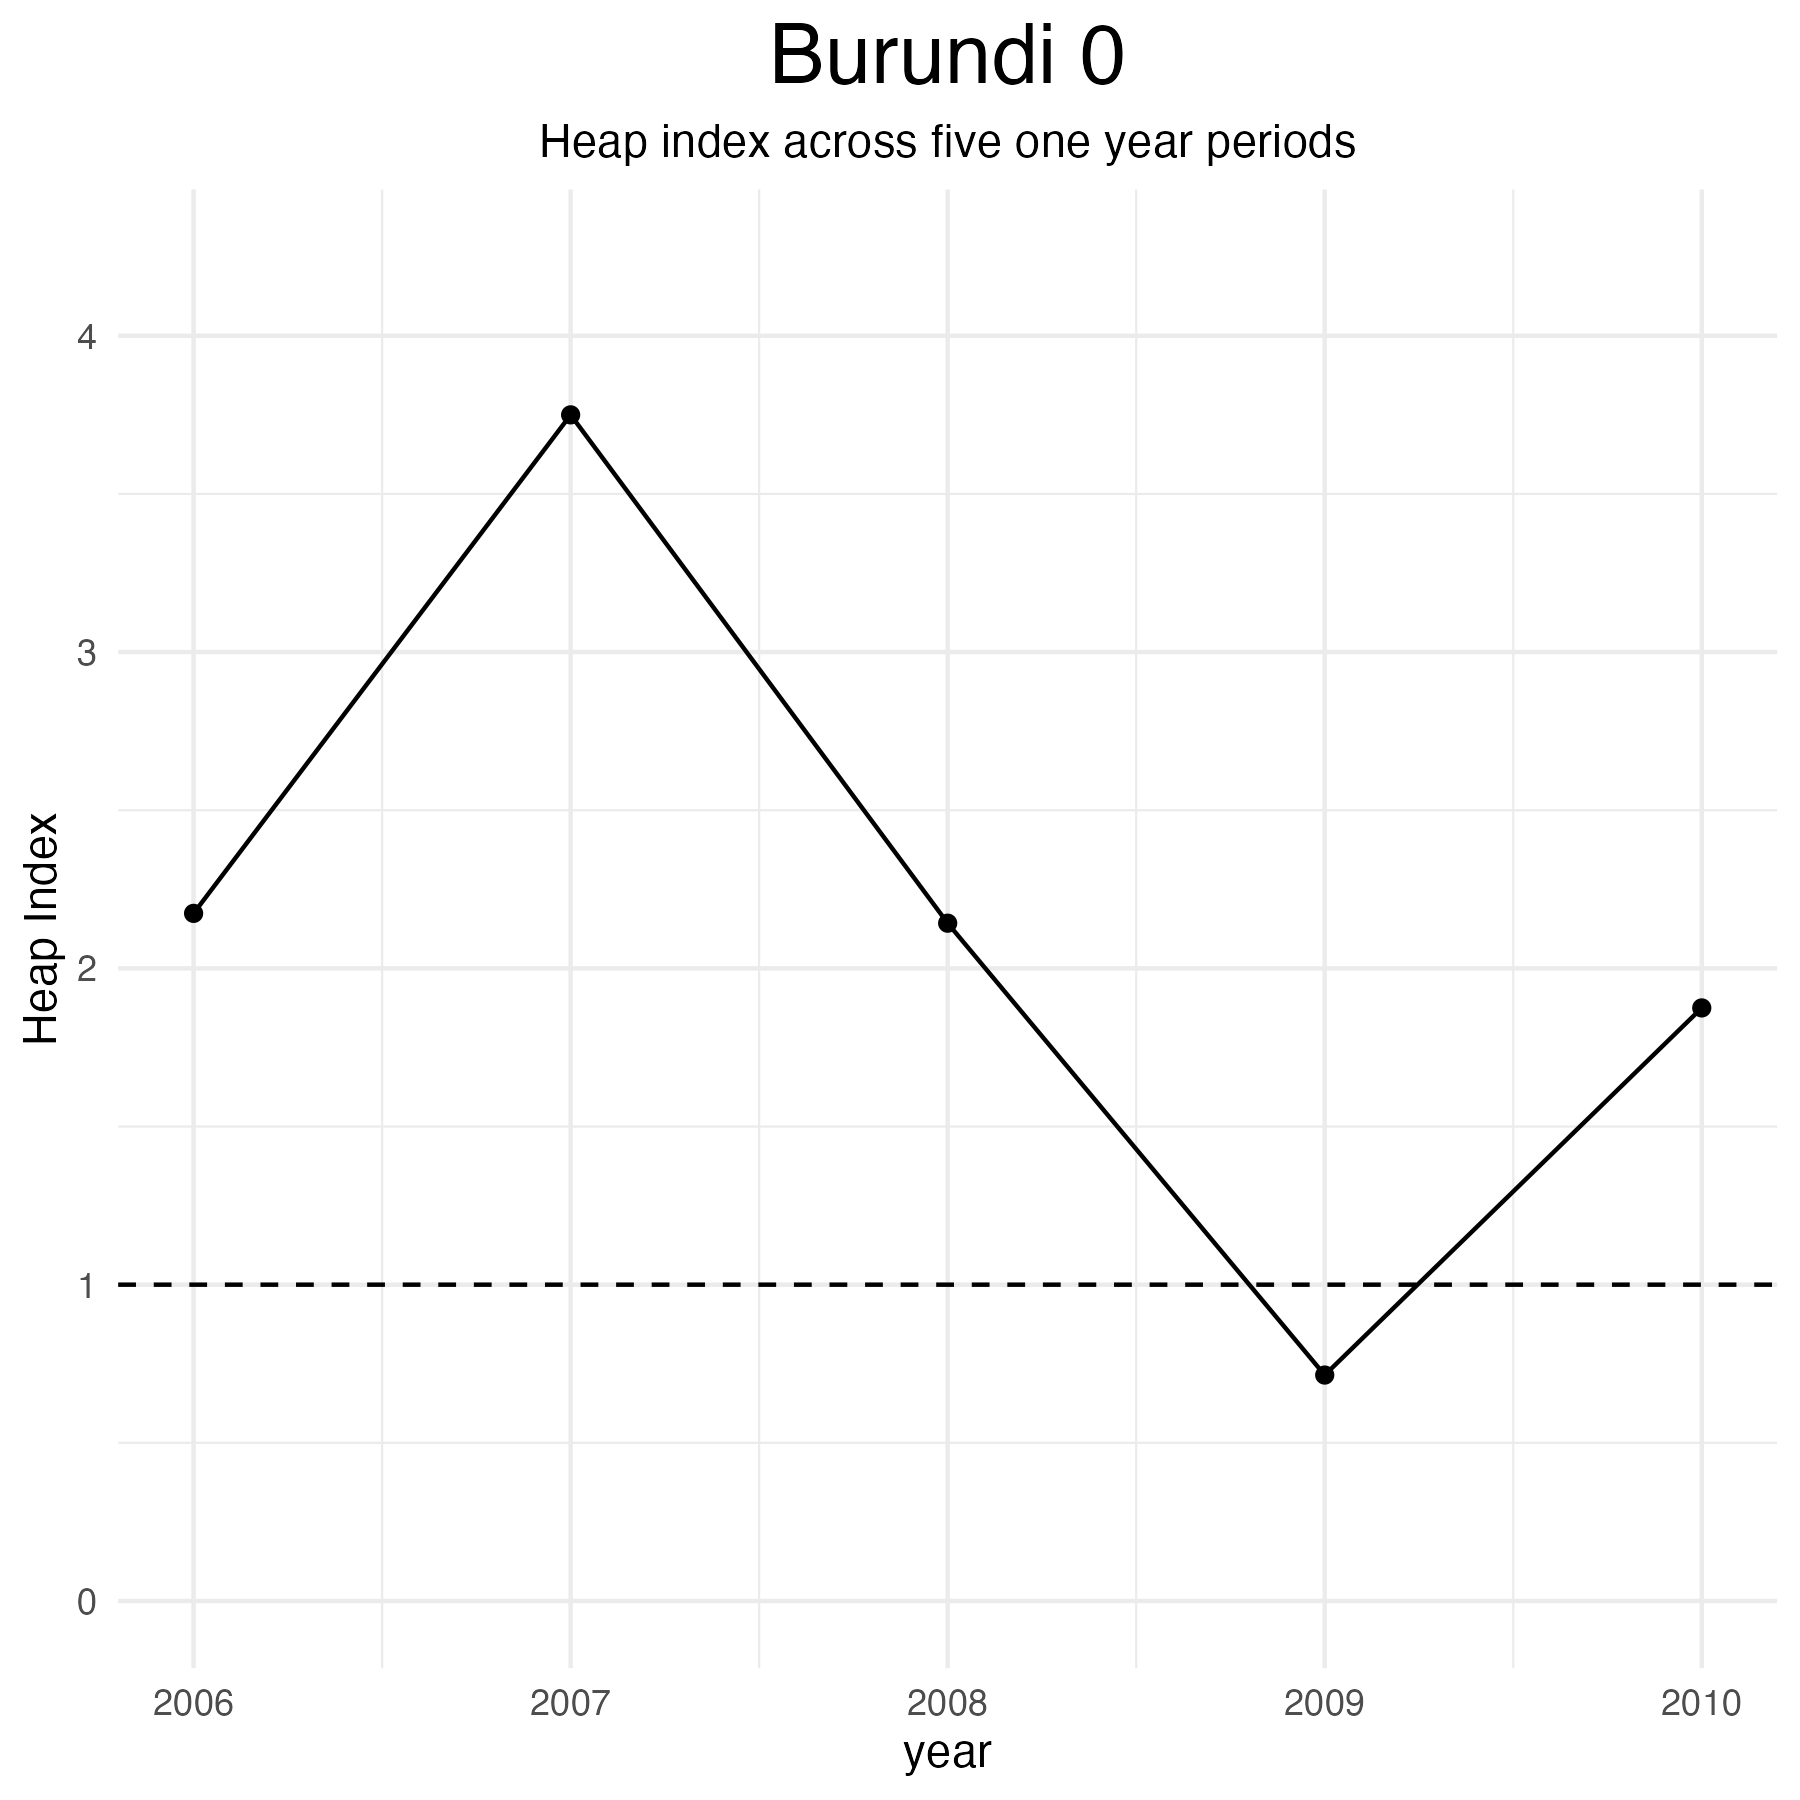 Burundi 0
Heap index across five one year periods
Heap Index
4
3
2
1
0
2006 2007 2008 2009 2010
year